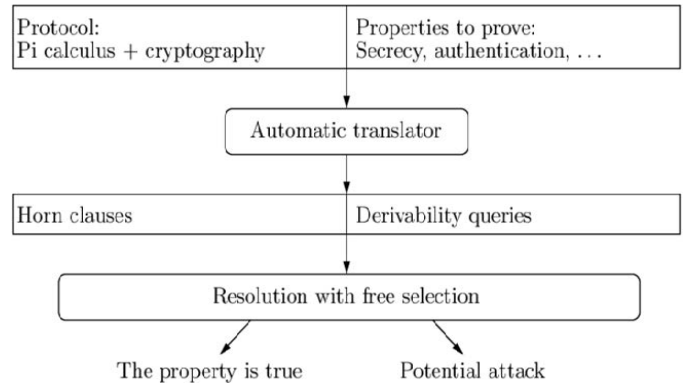 Protocol:
Pi calculus + cryptography
Properties to prove:
Secrecy, authentication, ...
Automatic translator
Horn clauses
Derivability queries
Resolution with free selection
The property is true
Potential attack